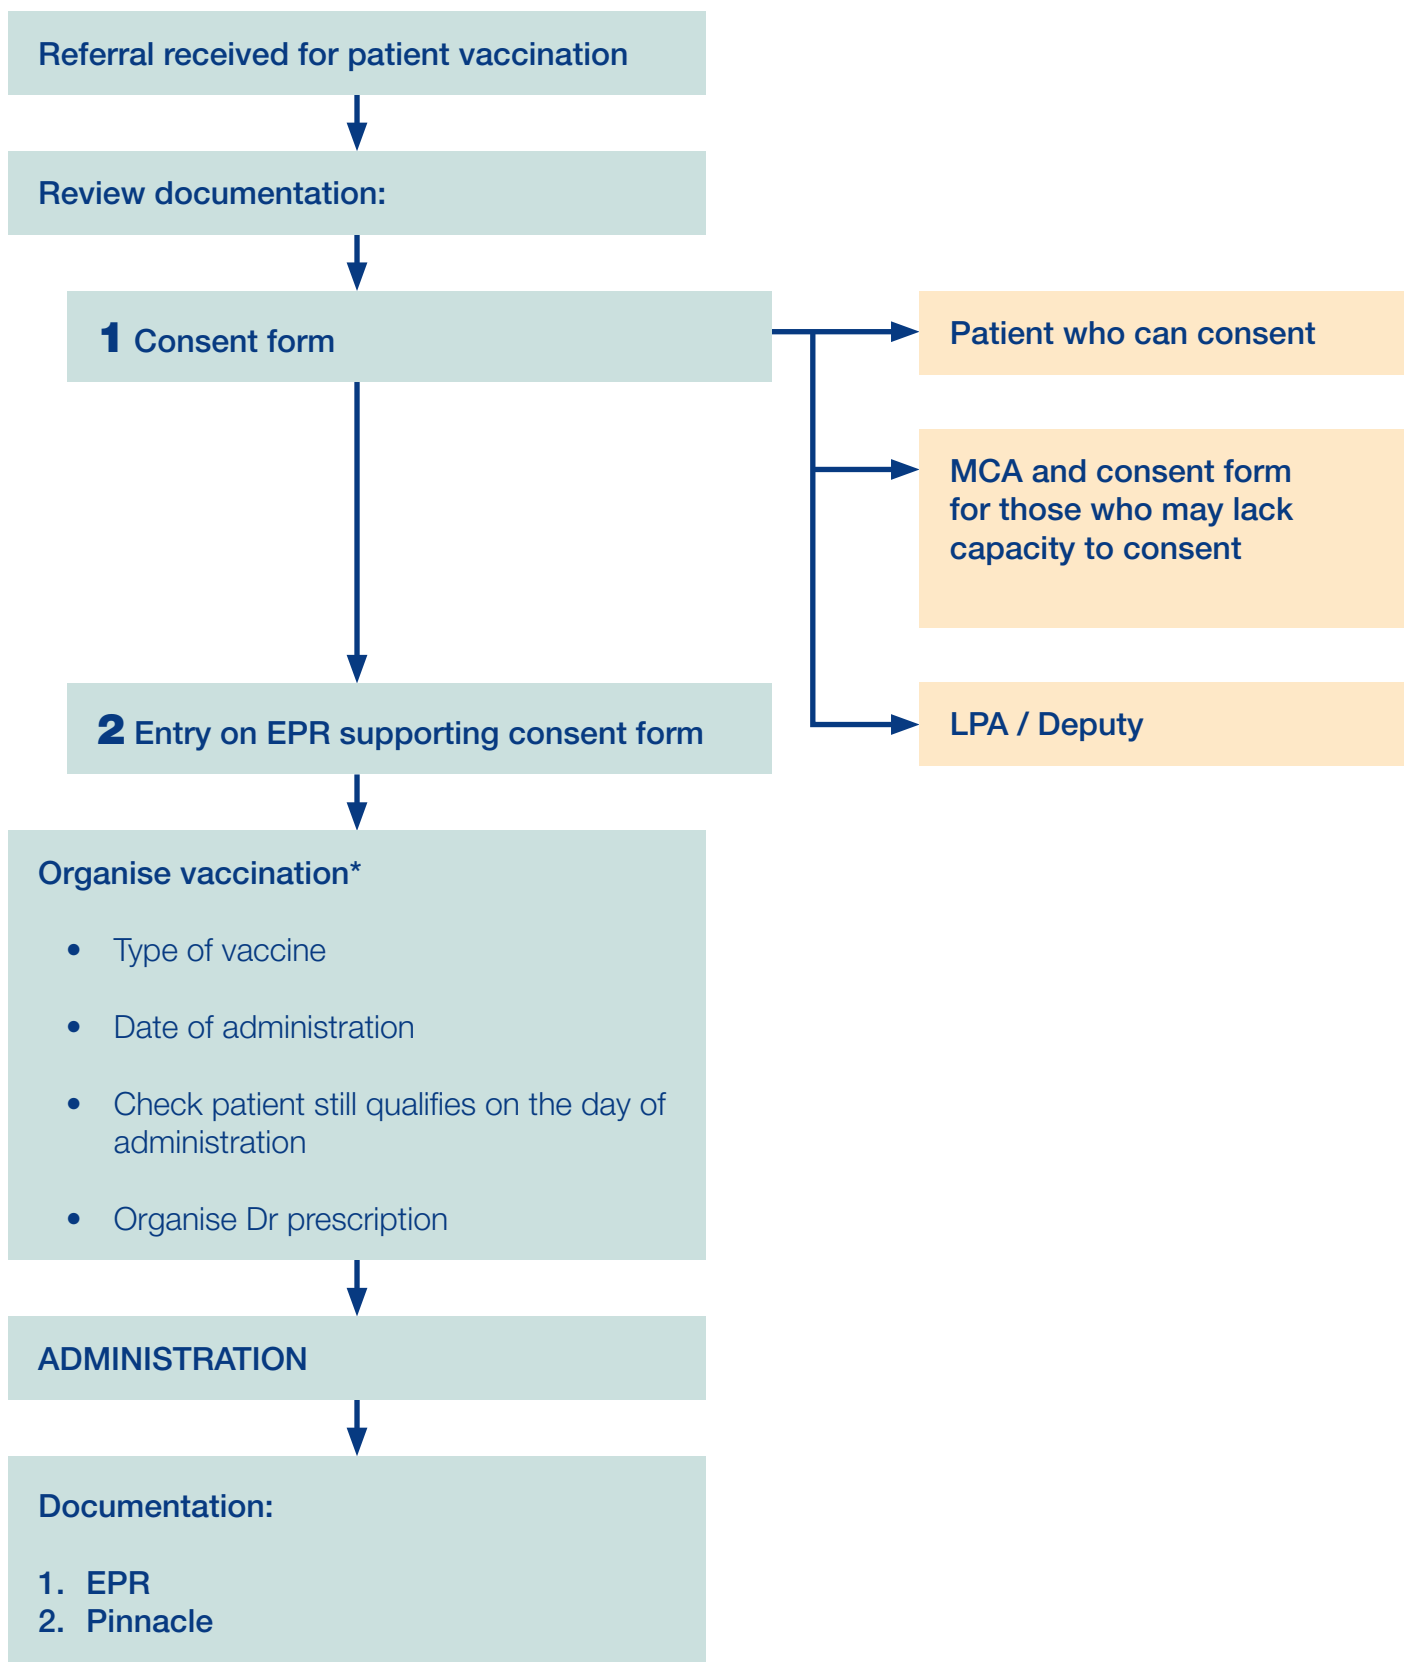 Referral received for patient vaccination
Review documentation:
1 Consent form
Patient who can consent
MCA and consent form
for those who may lack
capacity to consent
LPA / Deputy
2 Entry on EPR supporting consent form
Organise vaccination*
• Type of vaccine
• Date of administration
• Check patient still qualifies on the day of
administration
• Organise Dr prescription
ADMINISTRATION
Documentation:
1. EPR
2. Pinnacle